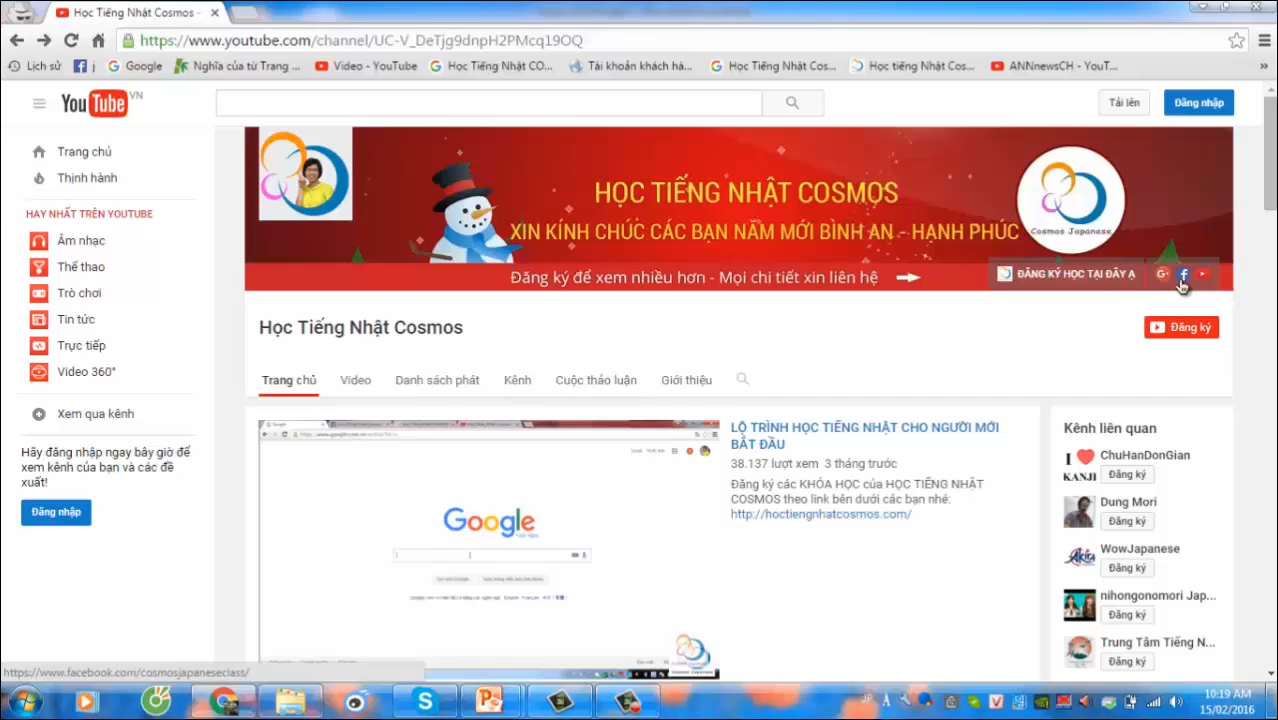 Học Tiếng Nhật Cosmos -
https://www.youtube.com/channel/UC-V_DeTjg9dnpH2PMcq19OQ
Lịch sử
j
Google
Nghĩa của từ Trang ...
Video - YouTube
Học Tiếng Nhật CO...
Tài khoản khách hà...
Học Tiếng Nhật Cos...
Học tiếng Nhật Cos...
ANNnewsCH - YouT...
»
YouTube VN
Tải lên
Đăng nhập
Trang chủ
Thịnh hành
HAY NHẤT TRÊN YOUTUBE
Âm nhạc
Thể thao
Trò chơi
Tin tức
Trực tiếp
Video 360°
Xem qua kênh
Hãy đăng nhập ngay bây giờ để
xem kênh của bạn và các đề
xuất!
Đăng nhập
HỌC TIẾNG NHẬT COSMOS
XIN KÍNH CHÚC CÁC BẠN NĂM MỚI BÌNH AN - HẠNH PHÚC
Cosmos Japanese
Đăng ký để xem nhiều hơn - Mọi chi tiết xin liên hệ
ĐĂNG KÝ HỌC TẠI ĐÂY Ạ
Học Tiếng Nhật Cosmos
Đăng ký
Trang chủ
Video
Danh sách phát
Kênh
Cuộc thảo luận
Giới thiệu
Google
Cosmos Japanese
LỘ TRÌNH HỌC TIẾNG NHẬT CHO NGƯỜI MỚI
BẮT ĐẦU
38.137 lượt xem 3 tháng trước
Đăng ký các KHÓA HỌC của HỌC TIẾNG NHẬT
COSMOS theo link bên dưới các bạn nhé:
http://hoctiengnhatcosmos.com/
Kênh liên quan
I
KANJI
ChuHanDonGian
Đăng ký
Dung Mori
Đăng ký
AKIRA
WowJapanese
Đăng ký
nihongonomori Jap...
Đăng ký
Trung Tâm Tiếng N...
Đăng ký
https://www.facebook.com/cosmosjapaneseclass/
JP
10:19 AM
15/02/2016